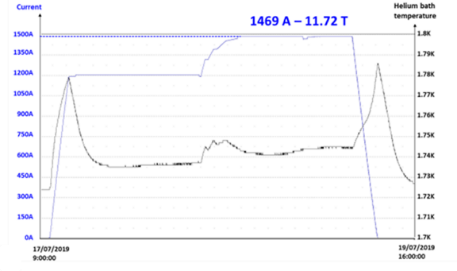 Current
Helium bath
temperature
1469 A – 11.72 T
1500A
1350A
1200A
1050A
900A
750A
600A
450A
300A
150A
0A
1.8K
1.79K
1.78K
1.77K
1.76K
1.75K
1.74K
1.73K
1.72K
1.71K
1.7K
17/07/2019
9:00:00
19/07/2019
16:00:00